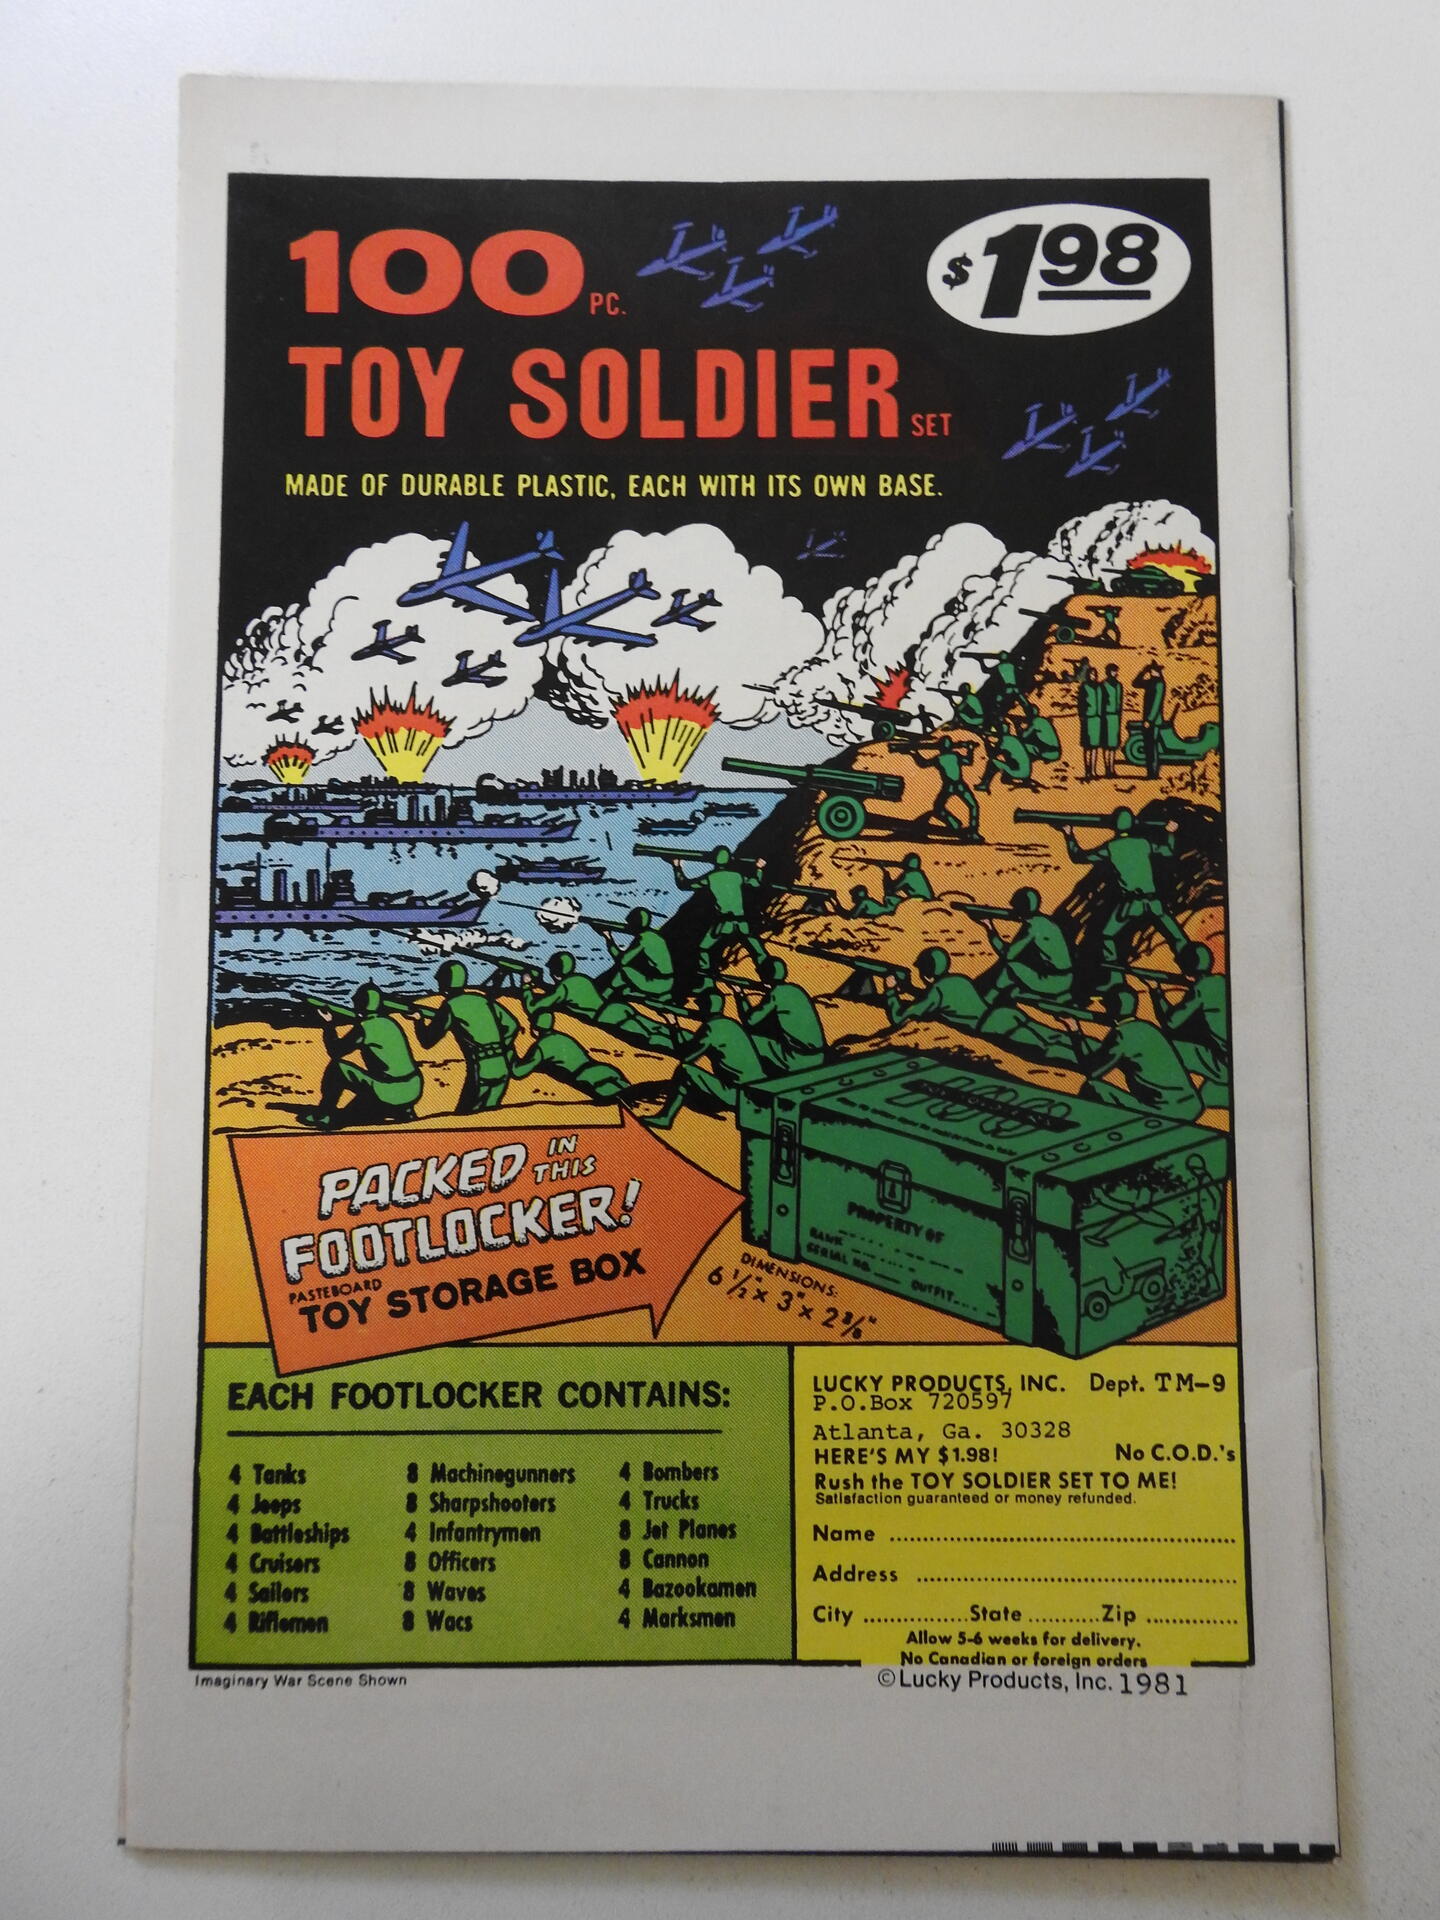 100 PC.
$1.98
TOY SOLDIER SET
MADE OF DURABLE PLASTIC, EACH WITH ITS OWN BASE.
PACKED IN THIS
FOOTLOCKER!
PASTEBOARD
TOY STORAGE BOX
PROPERTY OF
RANK
SERIAL NO. OUTFIT
DIMENSIONS:
6 1/2" x 3" x 2 3/8"
EACH FOOTLOCKER CONTAINS:
4 Tanks
4 Jeeps
4 Battleships
4 Cruisers
4 Sailors
4 Riflemen
8 Machinegunners
8 Sharpshooters
4 Infantrymen
8 Officers
8 Waves
8 Wacs
4 Bombers
4 Trucks
8 Jet Planes
8 Cannon
4 Bazookamen
4 Marksmen
LUCKY PRODUCTS, INC. Dept. TM-9
P.O.Box 720597
Atlanta, Ga. 30328
HERE'S MY $1.98! No C.O.D.'s
Rush the TOY SOLDIER SET TO ME!
Satisfaction guaranteed or money refunded.
Name
Address
City State Zip
Allow 5-6 weeks for delivery.
No Canadian or foreign orders
Imaginary War Scene Shown
©Lucky Products, Inc. 1981